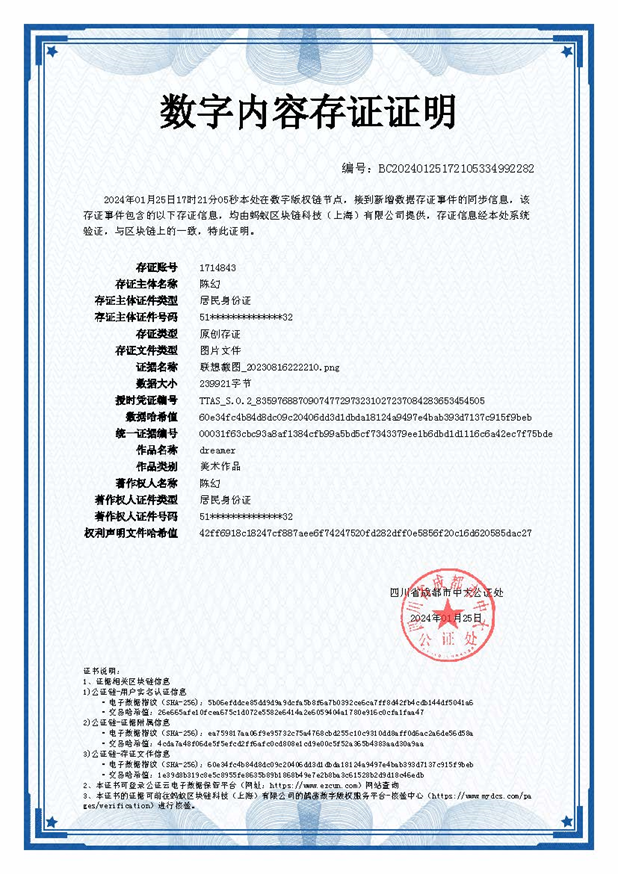 数字内容存证证明
编号：BC20240125172105334992282
2024年01月25日17时21分05秒本处在数字版权链节点，接到新增数据存证事件的同步信息，该
存证事件包含的以下存证信息，均由蚂蚁区块链科技（上海）有限公司提供，存证信息经本处系统
验证，与区块链上的一致，特此证明。
存证账号 1714843
存证主体名称 陈幻
存证主体证件类型 居民身份证
存证主体证件号码 51**************32
存证类型 原创存证
存证文件类型 图片文件
证据名称 联想截图_20230816222210.png
数据大小 239921字节
授时凭证编号 TTAS_S.0.2_83597688709074772973231027237084283653454505
数据哈希值 60e34fc4b84d8dc09c20406dd3d1dbda18124a9497e4bab393d7137c915f9beb
统一证据编号 00031f63cbc93a8af1384cfb99a5bd5cf7343379ee1b6dbd1d1116c6a42ec7f75bde
作品名称 dreamer
作品类别 美术作品
著作权人名称 陈幻
著作权人证件类型 居民身份证
著作权人证件号码 51**************32
权利声明文件哈希值 42ff6918c18247cf887aee6f74247520fd282dff0e5856f20c16d620585dac27
四川省成都市中大公证处
2024年01月25日
四川省成都市中大
公证处
证书说明：
1、证据相关区块链信息
1)公证链-用户实名认证信息
- 电子数据指纹（SHA-256）：5b06efddce85dd9d9a9dcfa5b8f6a7b0392ce6ca7ff8d42fb4cdb144df5041a6
- 交易哈希值：26e665afe10fcea675c1d072e5582e6414a2e6059404a1780e916c0cfa1faa47
2)公证链-证据附属信息
- 电子数据指纹（SHA-256）：ea759817aa06f9e95732c75a4768cbd255c10c9310dd8aff0d6ac2a6de56d58a
- 交易哈希值：4cda7a48f06de5f5efcd2ff6afc0cd808e1cd9e00c5f52a365b4383aad30a9aa
3)公证链-存证文件信息
- 电子数据指纹（SHA-256）：60e34fc4b84d8dc09c20406dd3d1dbda18124a9497e4bab393d7137c915f9beb
- 交易哈希值：1e39d8b319c8e5c8955fe8635b89b1868b49e7e2b8ba3c61528b2d9d18c46edb
2、本证书可登录公证云电子数据保管平台（网址：https://www.ezcun.com）网站查询
3、本证书的证据可前往蚂蚁区块链科技（上海）有限公司的鹊凿数字版权服务平台-核验中心（https://www.mydcs.com/pa
ges/verification）进行核验。